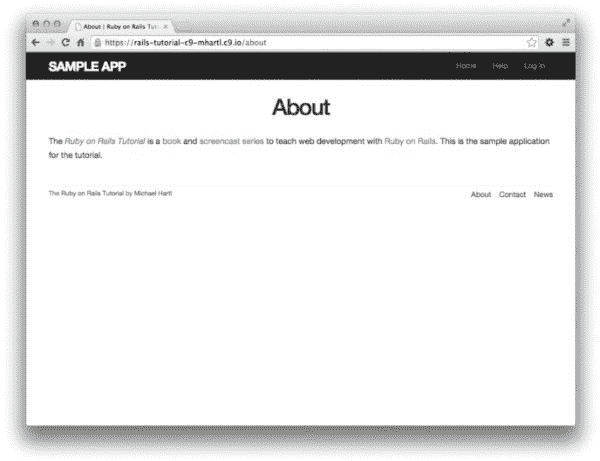 About | Ruby on Rails Tut
https://rails-tutorial-c9-mhartl.c9.io/about
SAMPLE APP Home Help Log in
About
The Ruby on Rails Tutorial is a book and screencast series to teach web development with Ruby on Rails. This is the sample application
for the tutorial.
The Ruby on Rails Tutorial by Michael Hartl About Contact News